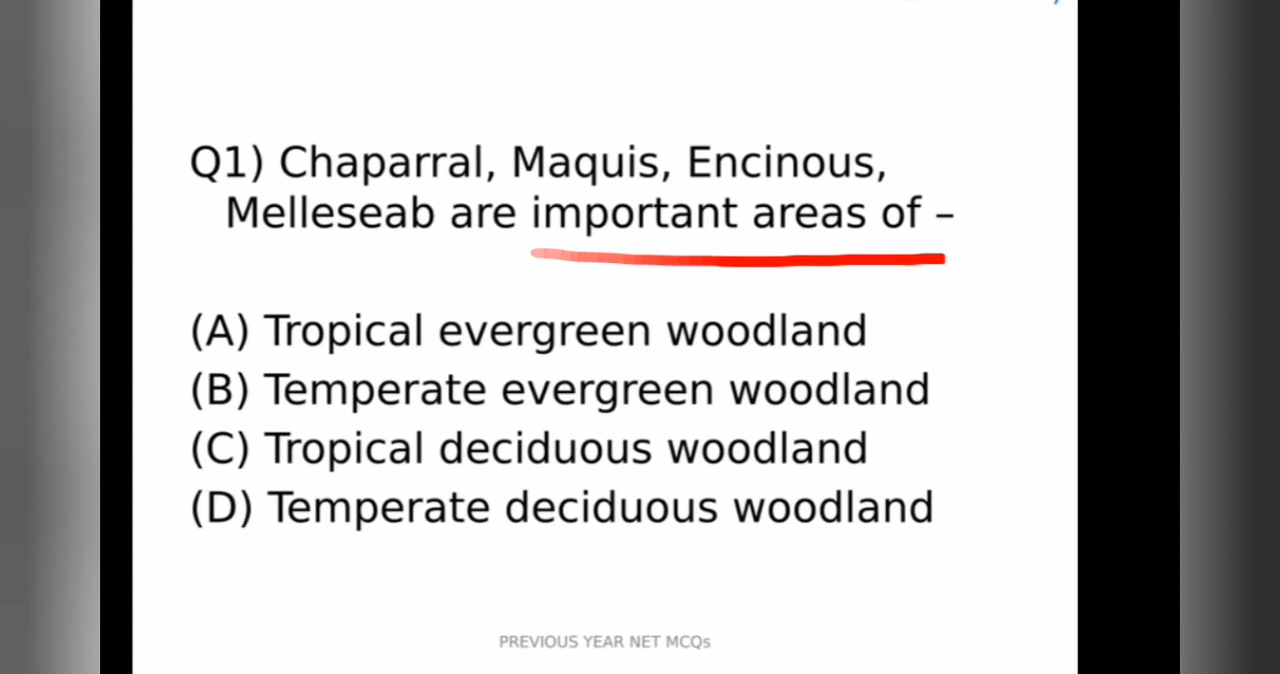 Q1) Chaparral, Maquis, Encinous,
Melleseab are important areas of –
(A) Tropical evergreen woodland
(B) Temperate evergreen woodland
(C) Tropical deciduous woodland
(D) Temperate deciduous woodland
PREVIOUS YEAR NET MCQs